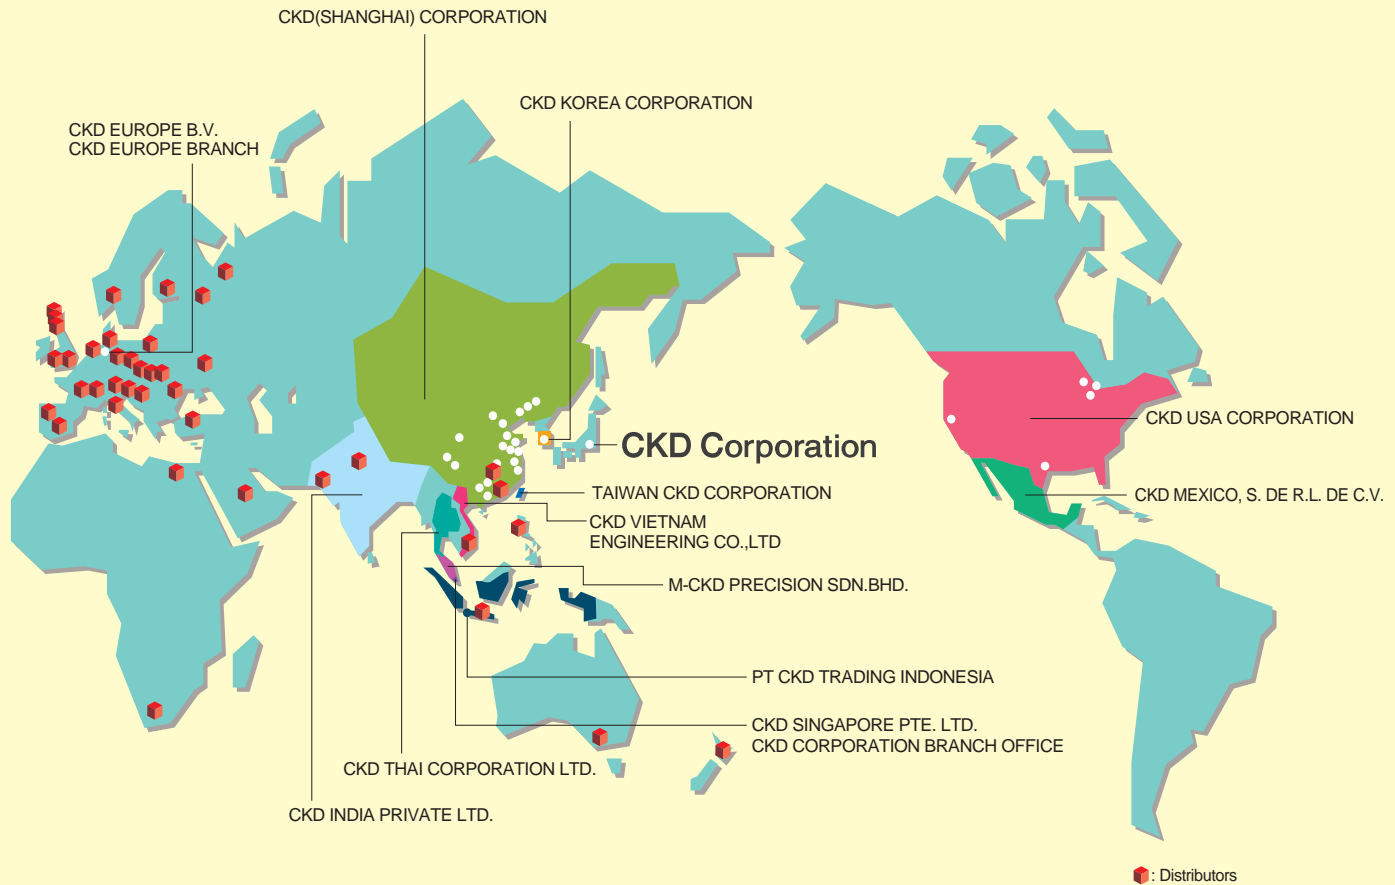 CKD(SHANGHAI) CORPORATION
CKD KOREA CORPORATION
CKD EUROPE B.V.
CKD EUROPE BRANCH
CKD USA CORPORATION
CKD Corporation
TAIWAN CKD CORPORATION
CKD MEXICO, S. DE R.L. DE C.V.
CKD VIETNAM
ENGINEERING CO.,LTD
M-CKD PRECISION SDN.BHD.
PT CKD TRADING INDONESIA
CKD SINGAPORE PTE. LTD.
CKD CORPORATION BRANCH OFFICE
CKD THAI CORPORATION LTD.
CKD INDIA PRIVATE LTD.
: Distributors